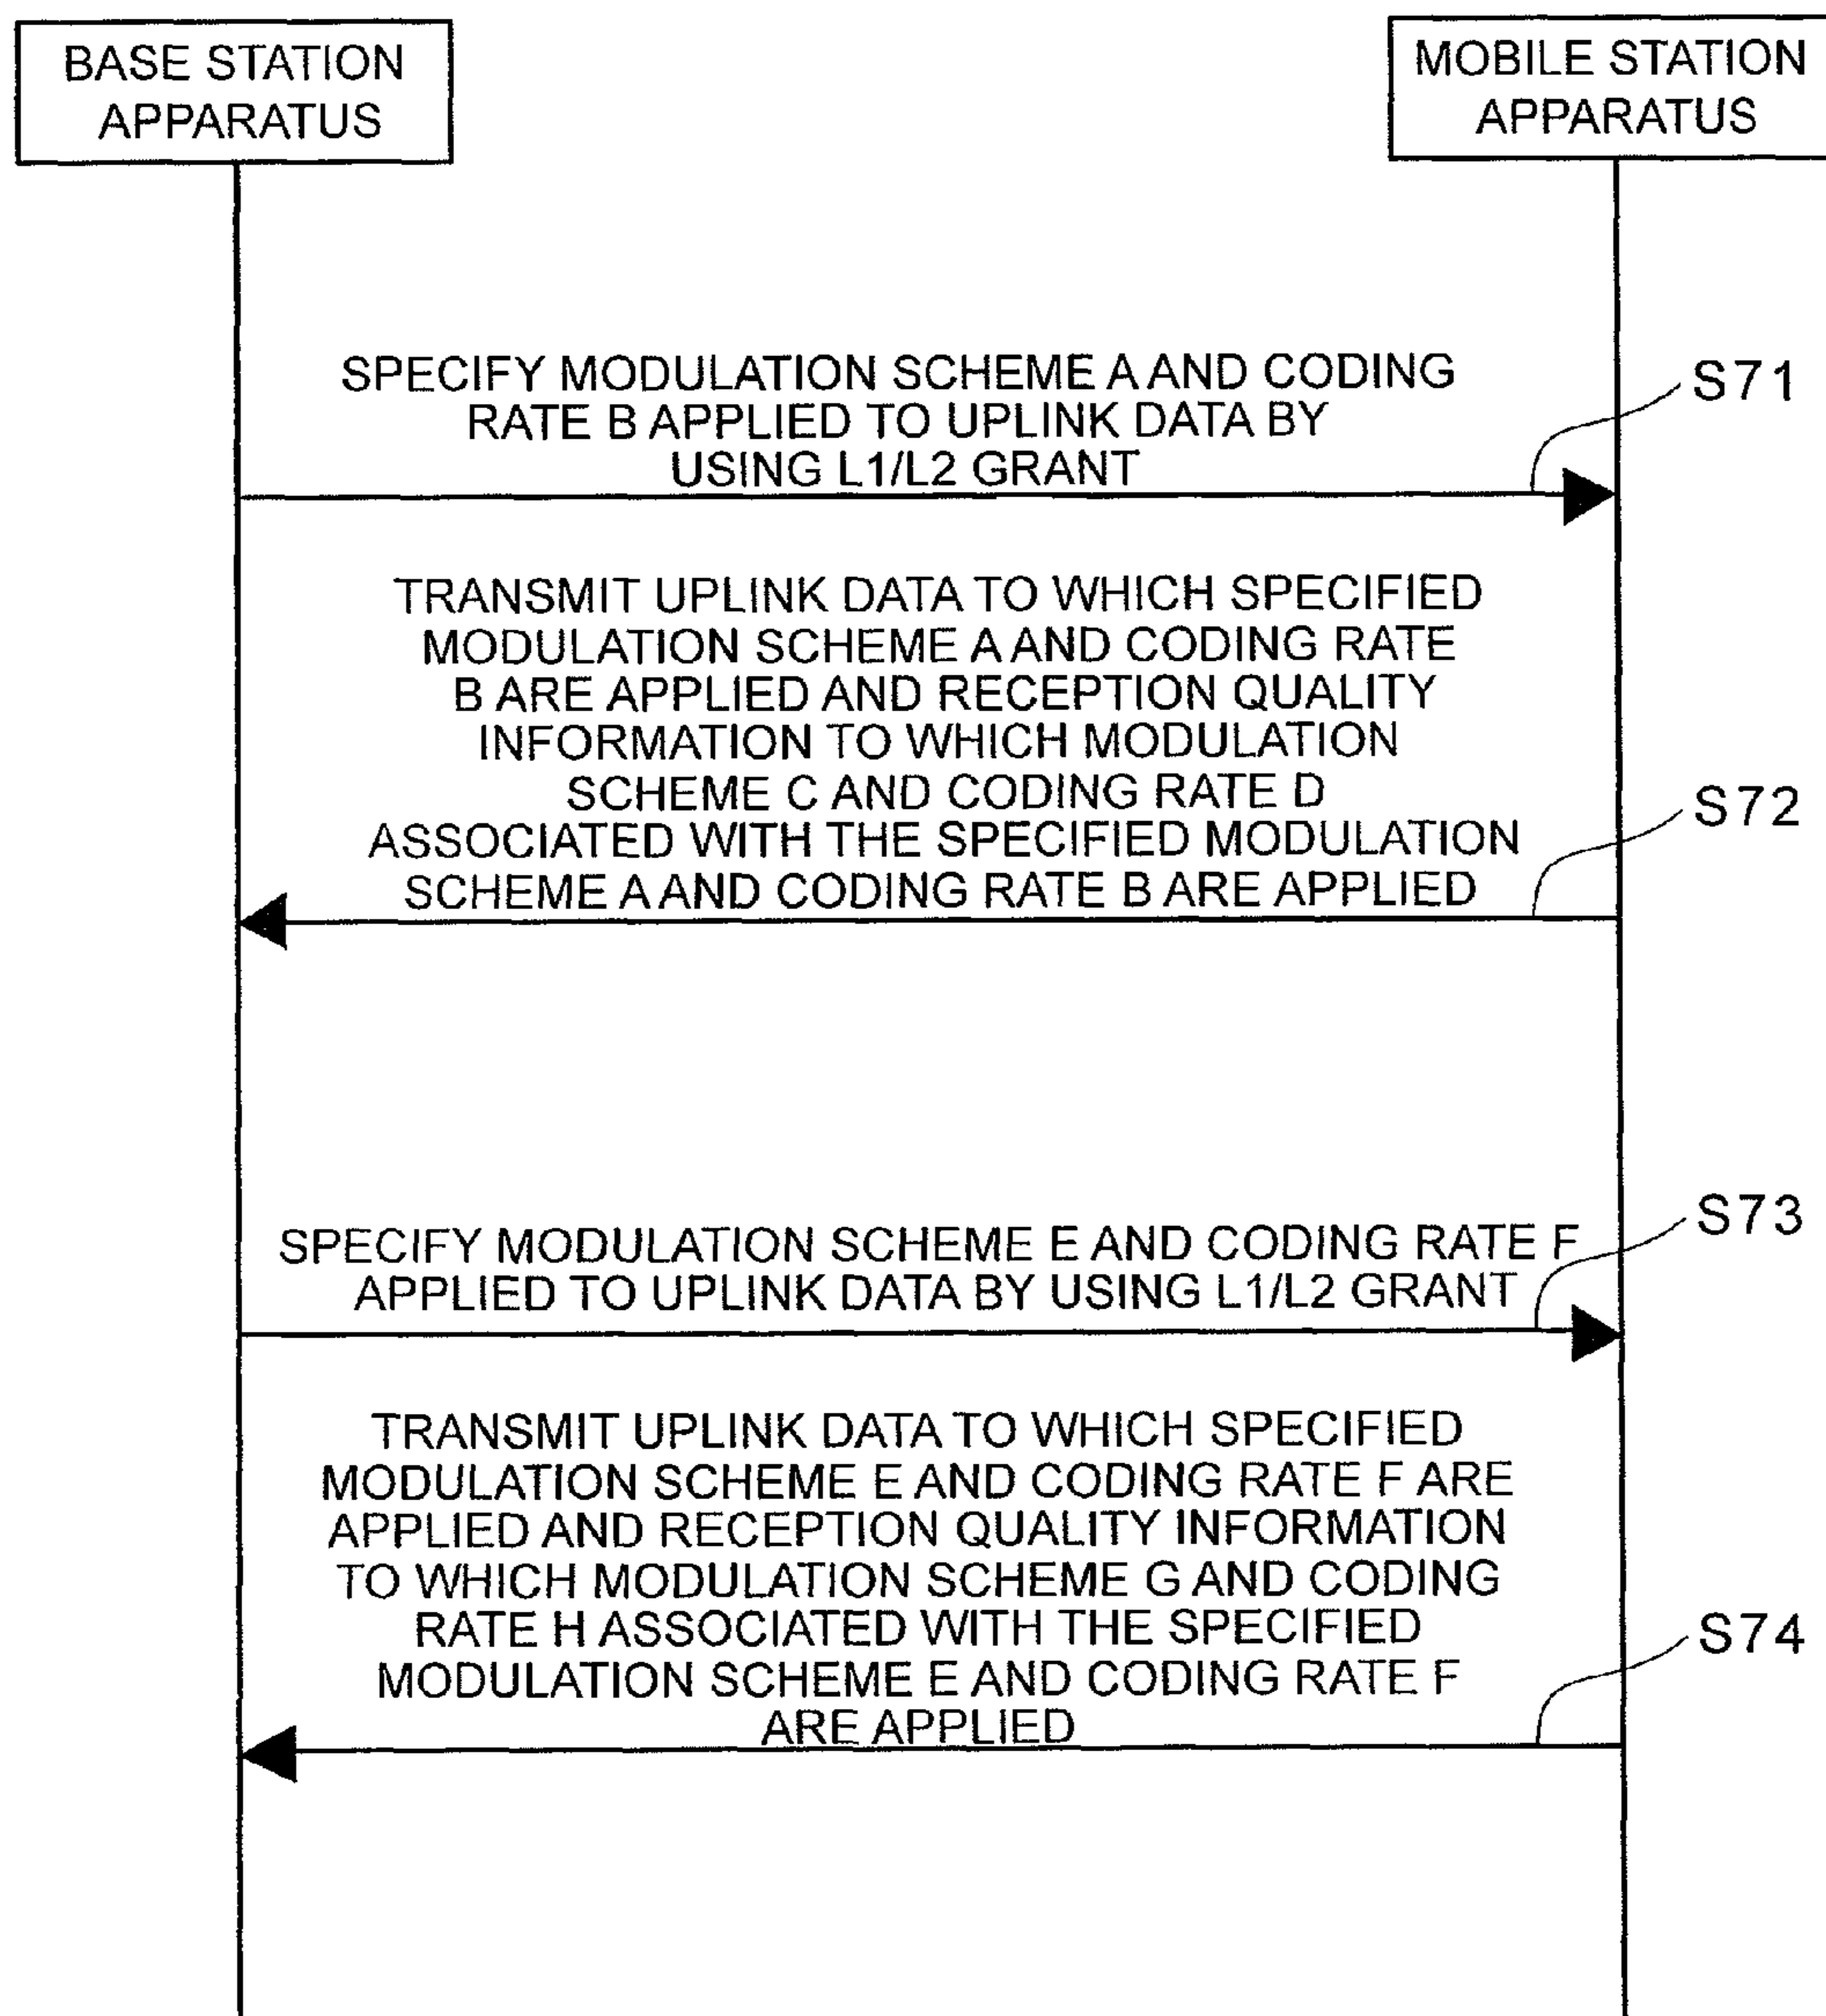 BASE STATION
APPARATUS
MOBILE STATION
APPARATUS
SPECIFY MODULATION SCHEME A AND CODING
RATE B APPLIED TO UPLINK DATA BY
USING L1/L2 GRANT
S71
TRANSMIT UPLINK DATA TO WHICH SPECIFIED
MODULATION SCHEME A AND CODING RATE
B ARE APPLIED AND RECEPTION QUALITY
INFORMATION TO WHICH MODULATION
SCHEME C AND CODING RATE D
ASSOCIATED WITH THE SPECIFIED MODULATION
SCHEME A AND CODING RATE B ARE APPLIED
S72
SPECIFY MODULATION SCHEME E AND CODING RATE F
APPLIED TO UPLINK DATA BY USING L1/L2 GRANT
S73
TRANSMIT UPLINK DATA TO WHICH SPECIFIED
MODULATION SCHEME E AND CODING RATE F ARE
APPLIED AND RECEPTION QUALITY INFORMATION
TO WHICH MODULATION SCHEME G AND CODING
RATE H ASSOCIATED WITH THE SPECIFIED
MODULATION SCHEME E AND CODING RATE F
ARE APPLIED
S74